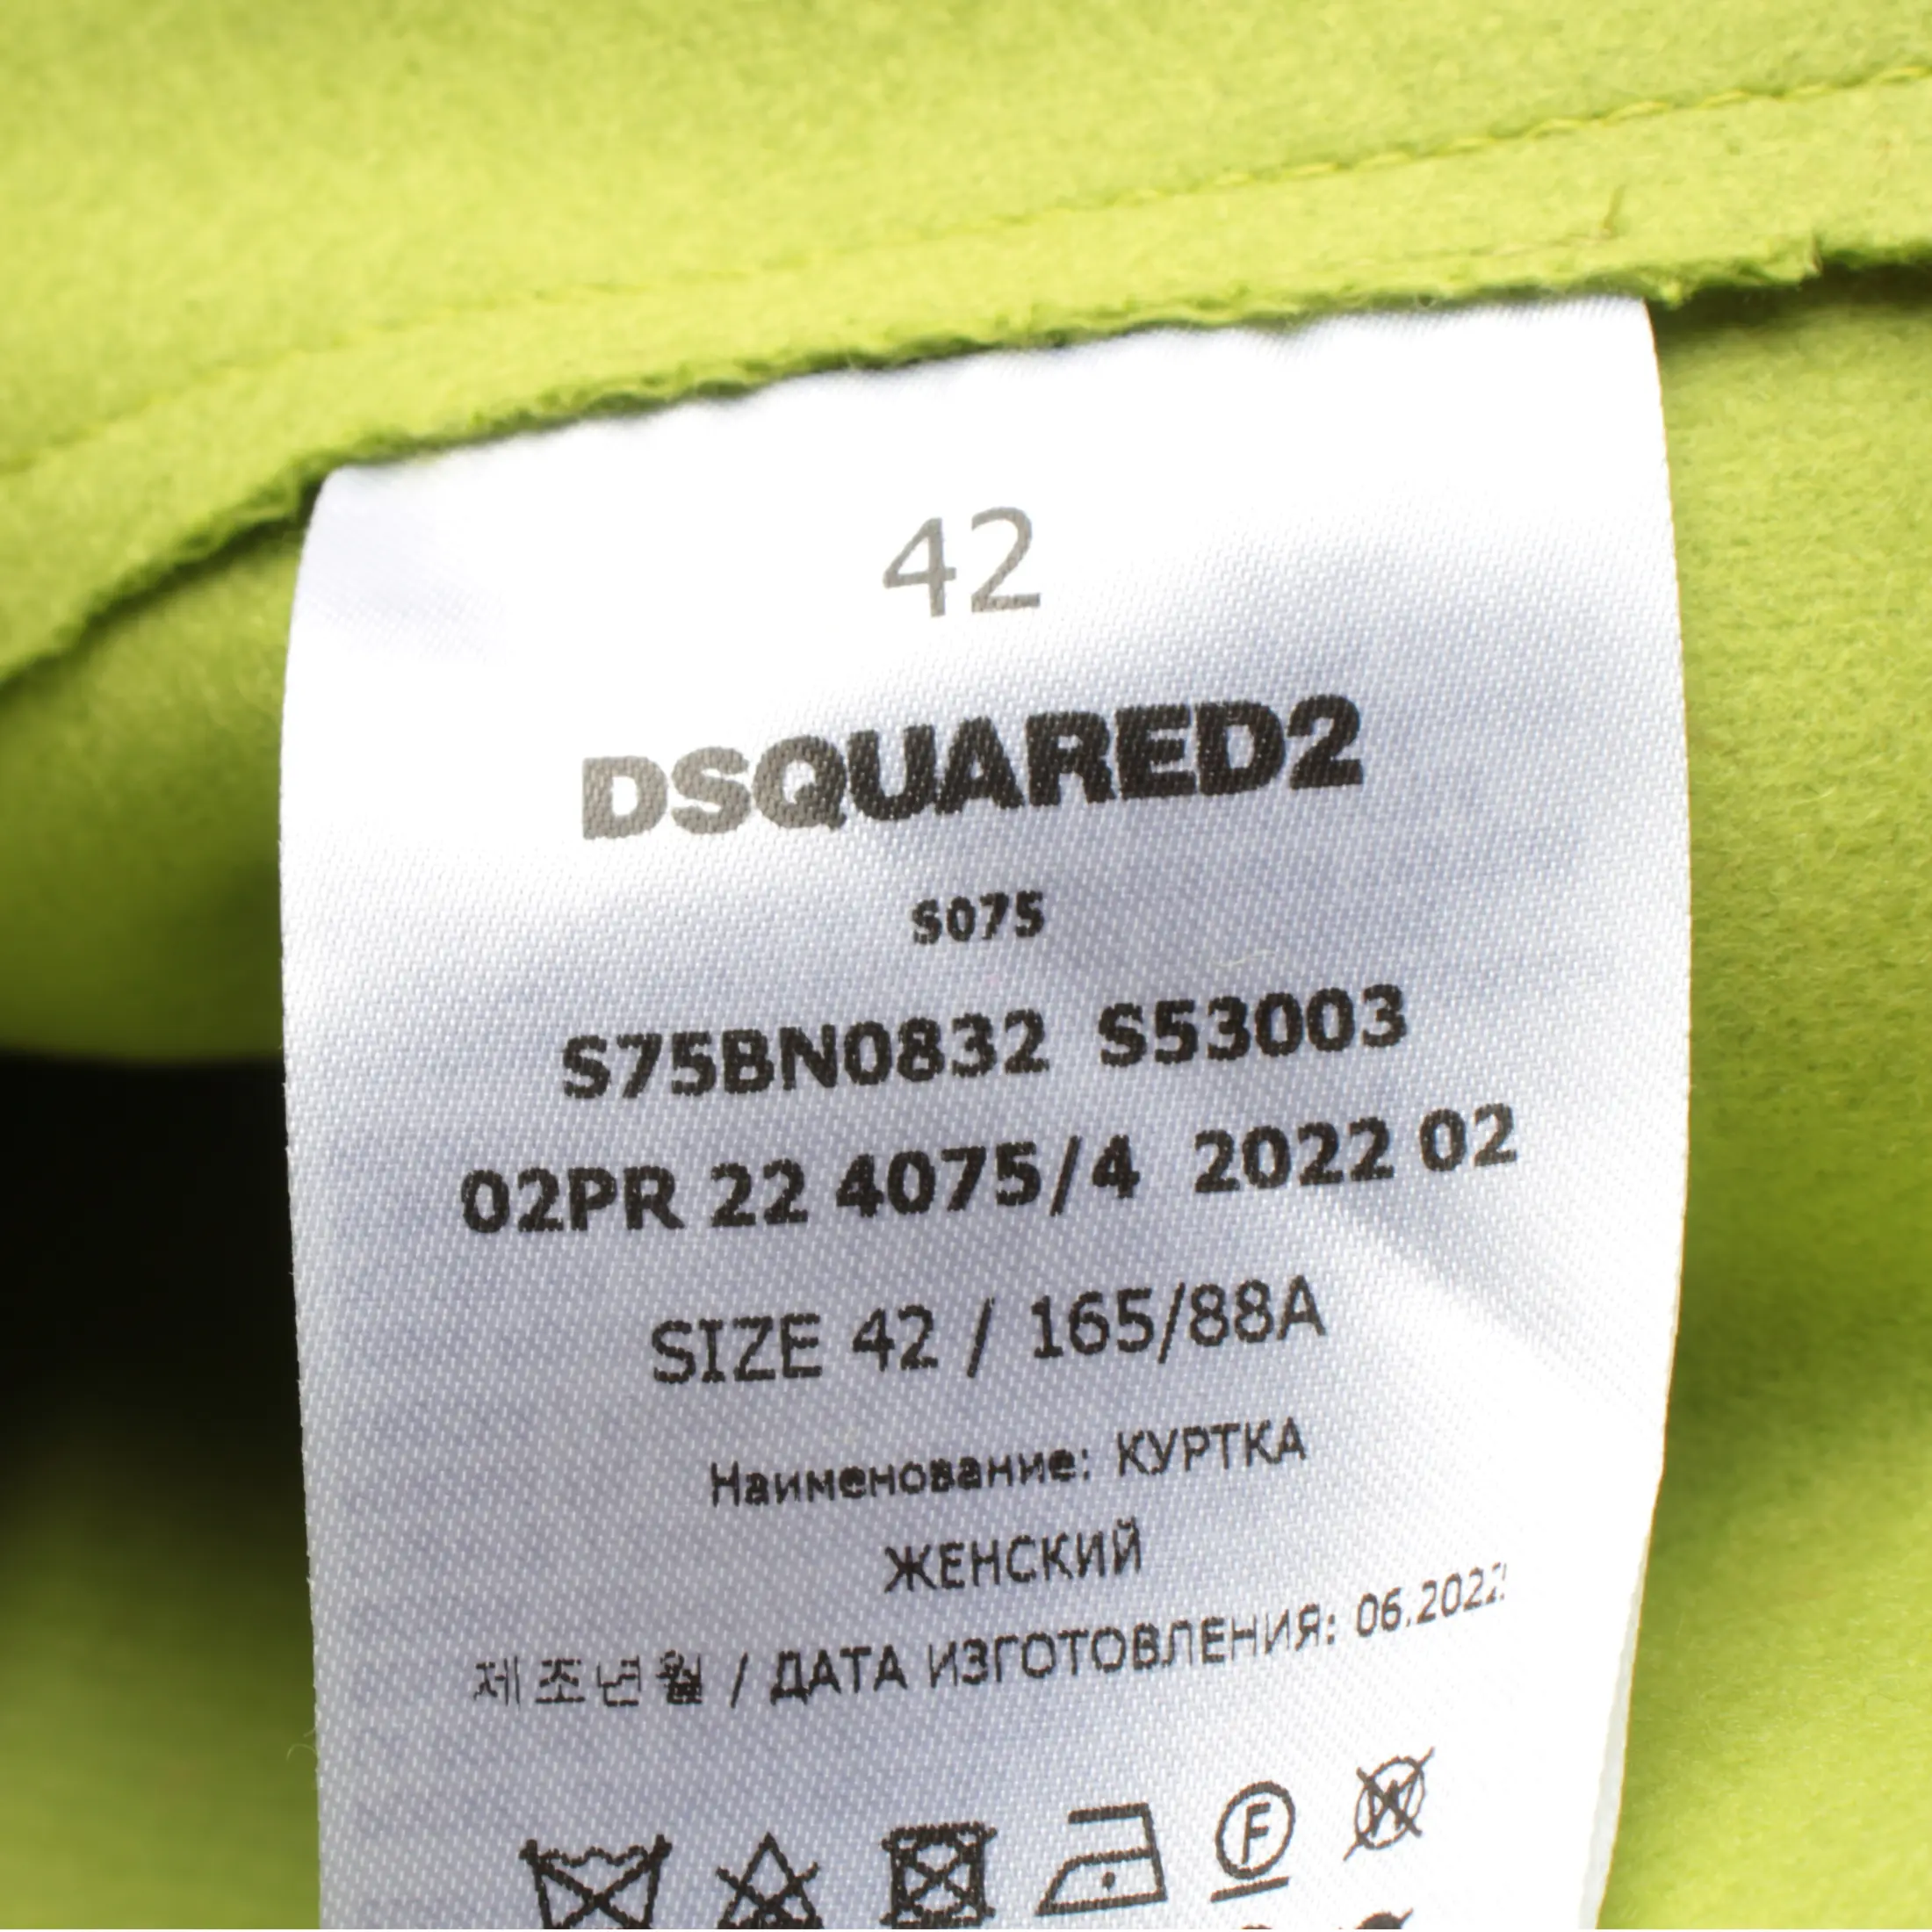 42
DSQUARED2
S075
S75BN0832 S53003
02PR 22 4075/4 2022 02
SIZE 42 / 165/88A
Наименование: КУРТКА
ЖЕНСКИЙ
제조년월 / ДАТА ИЗГОТОВЛЕНИЯ: 06.2022
F
W